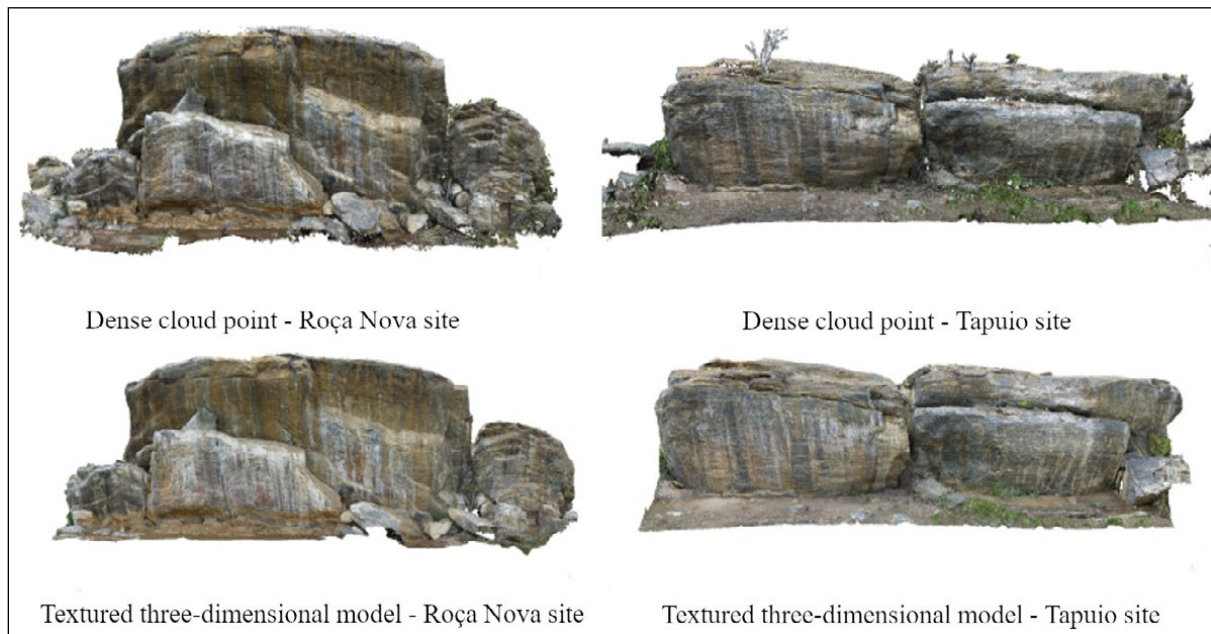 Dense cloud point - Roça Nova site
Dense cloud point - Tapuio site
Textured three-dimensional model - Roça Nova site
Textured three-dimensional model - Tapuio site